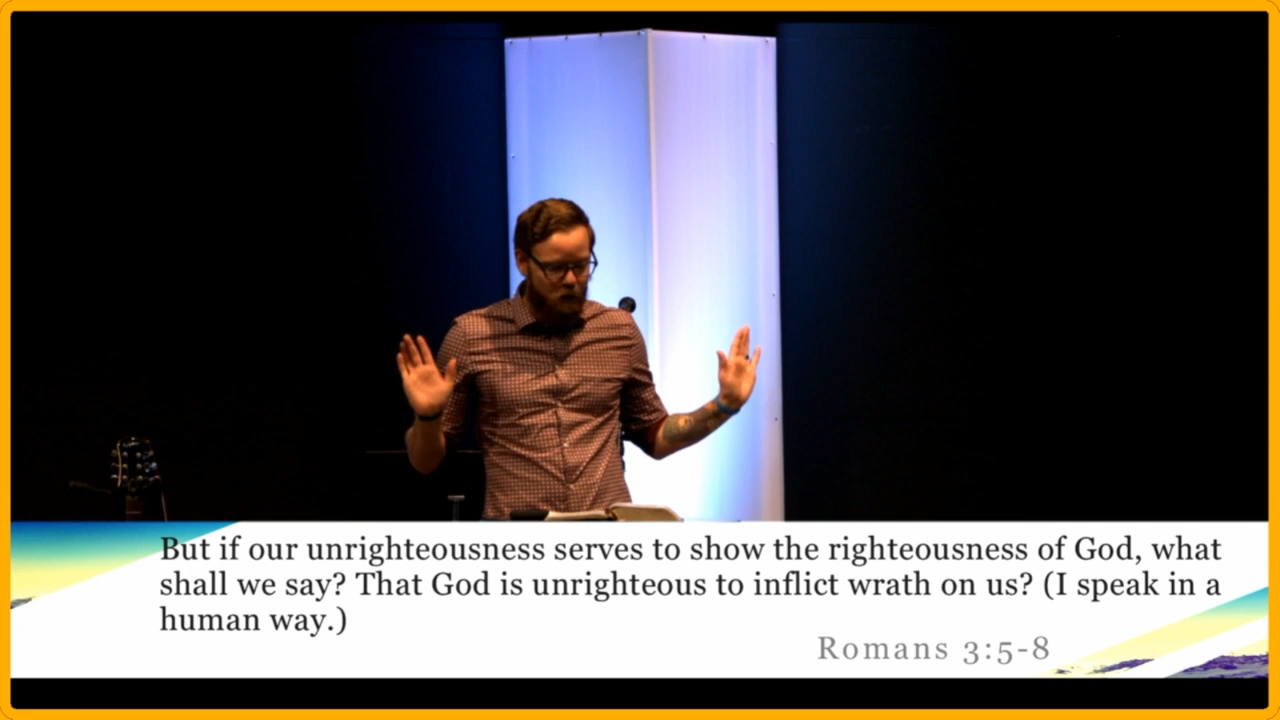 But if our unrighteousness serves to show the righteousness of God, what
shall we say? That God is unrighteous to inflict wrath on us? (I speak in a
human way.)
Romans 3:5-8